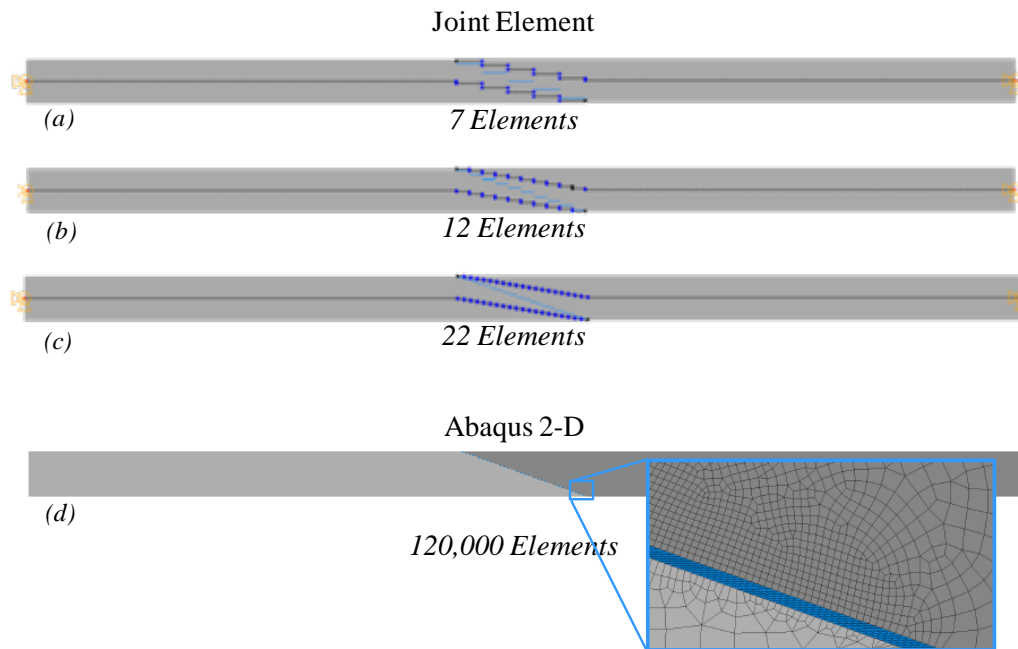 Joint Element
(a)
7 Elements
(b)
12 Elements
(c)
22 Elements
Abaqus 2-D
(d)
120,000 Elements